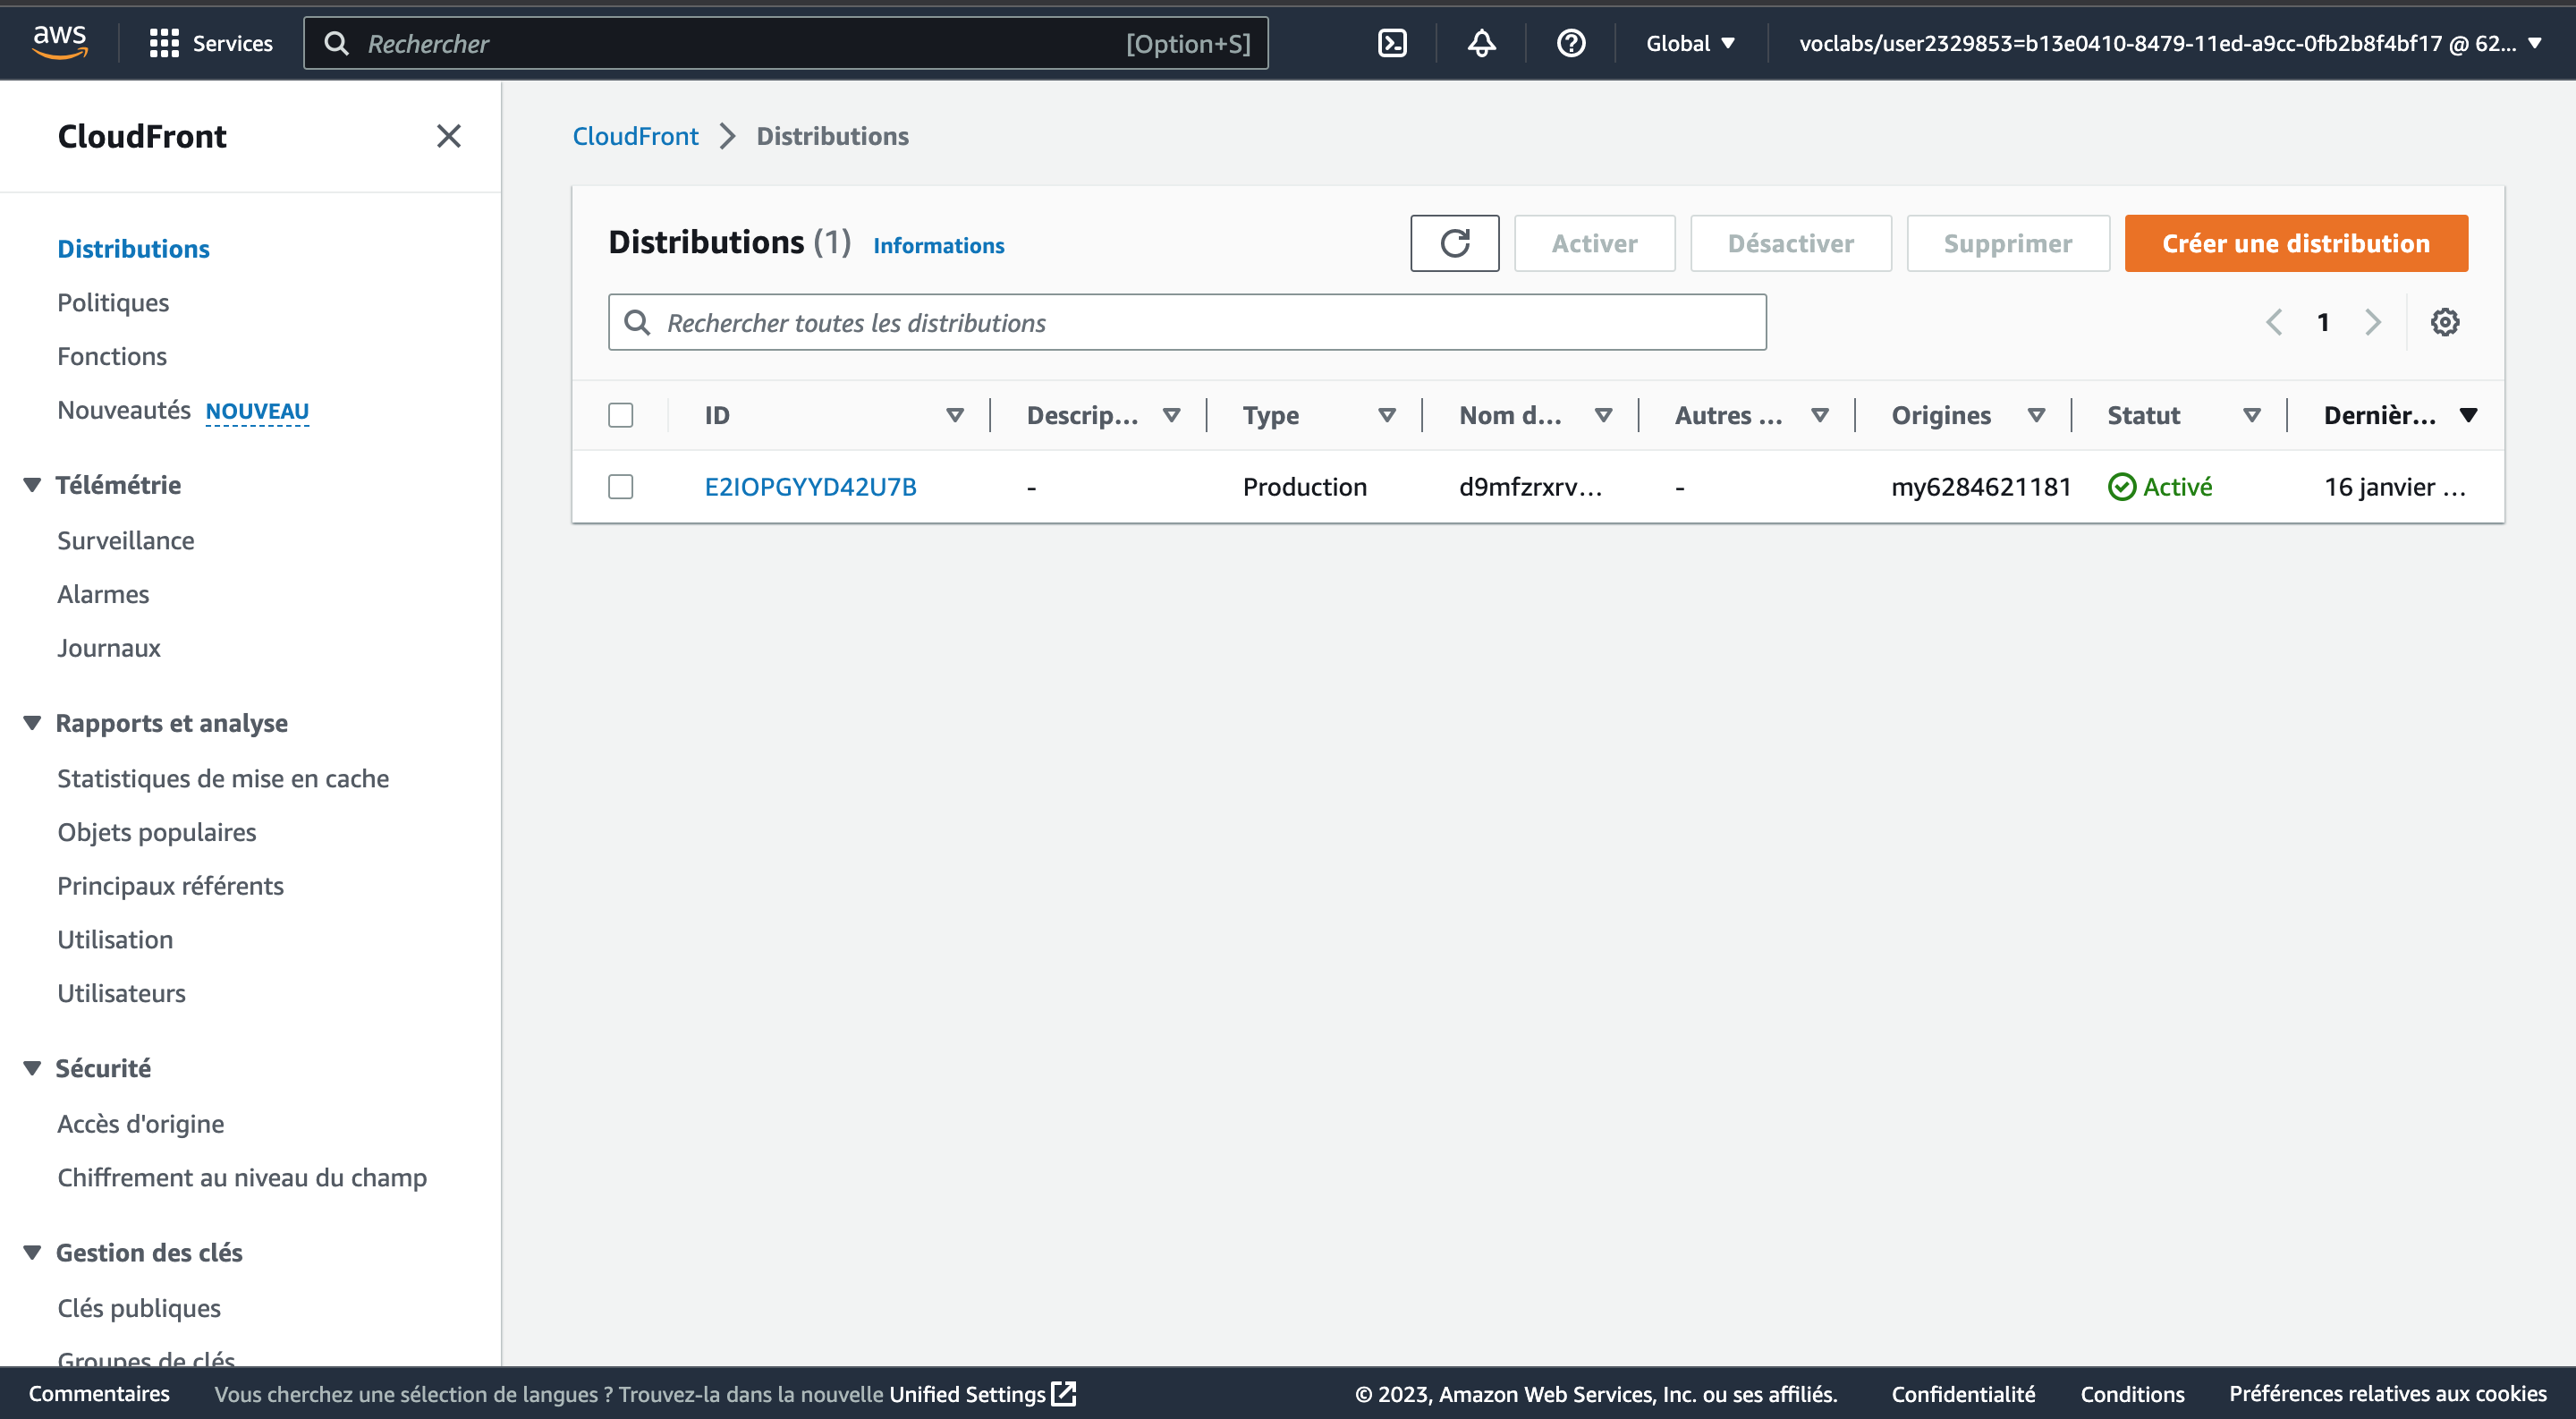 aws Services Rechercher [Option+S] Global voclabs/user2329853=b13e0410-8479-11ed-a9cc-0fb2b8f4bf17 @ 62...
CloudFront
Distributions
Politiques
Fonctions
Nouveautés NOUVEAU
Télémétrie
Surveillance
Alarmes
Journaux
Rapports et analyse
Statistiques de mise en cache
Objets populaires
Principaux référents
Utilisation
Utilisateurs
Sécurité
Accès d'origine
Chiffrement au niveau du champ
Gestion des clés
Clés publiques
Groupes de clés
CloudFront Distributions
Distributions (1) Informations Activer Désactiver Supprimer Créer une distribution
Rechercher toutes les distributions 1
ID Descrip... Type Nom d... Autres ... Origines Statut Dernièr...
E2IOPGYYD42U7B - Production d9mfzrxrv... - my6284621181 Activé 16 janvier ...
Commentaires Vous cherchez une sélection de langues ? Trouvez-la dans la nouvelle Unified Settings © 2023, Amazon Web Services, Inc. ou ses affiliés. Confidentialité Conditions Préférences relatives aux cookies